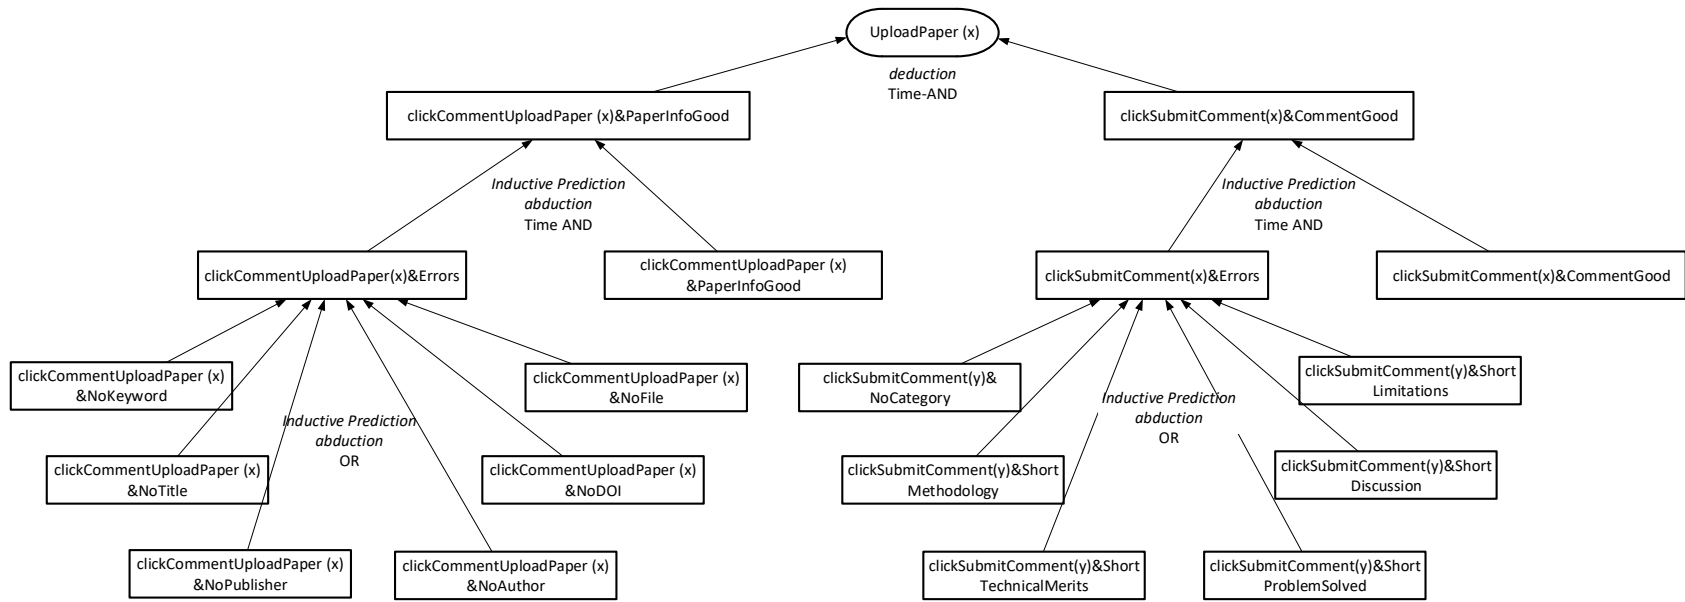 UploadPaper (x)
deduction
Time-AND
clickCommentUploadPaper (x)&PaperInfoGood
clickSubmitComment(x)&CommentGood
Inductive Prediction
abduction
Time AND
Inductive Prediction
abduction
Time AND
clickCommentUploadPaper(x)&Errors
clickCommentUploadPaper (x)
&PaperInfoGood
clickSubmitComment(x)&Errors
clickSubmitComment(x)&CommentGood
clickCommentUploadPaper (x)
&NoKeyword
clickCommentUploadPaper (x)
&NoFile
clickSubmitComment(y)&
NoCategory
clickSubmitComment(y)&Short
Limitations
Inductive Prediction
abduction
OR
Inductive Prediction
abduction
OR
clickCommentUploadPaper (x)
&NoTitle
clickCommentUploadPaper (x)
&NoDOI
clickSubmitComment(y)&Short
Methodology
clickSubmitComment(y)&Short
Discussion
clickCommentUploadPaper (x)
&NoPublisher
clickCommentUploadPaper (x)
&NoAuthor
clickSubmitComment(y)&Short
TechnicalMerits
clickSubmitComment(y)&Short
ProblemSolved